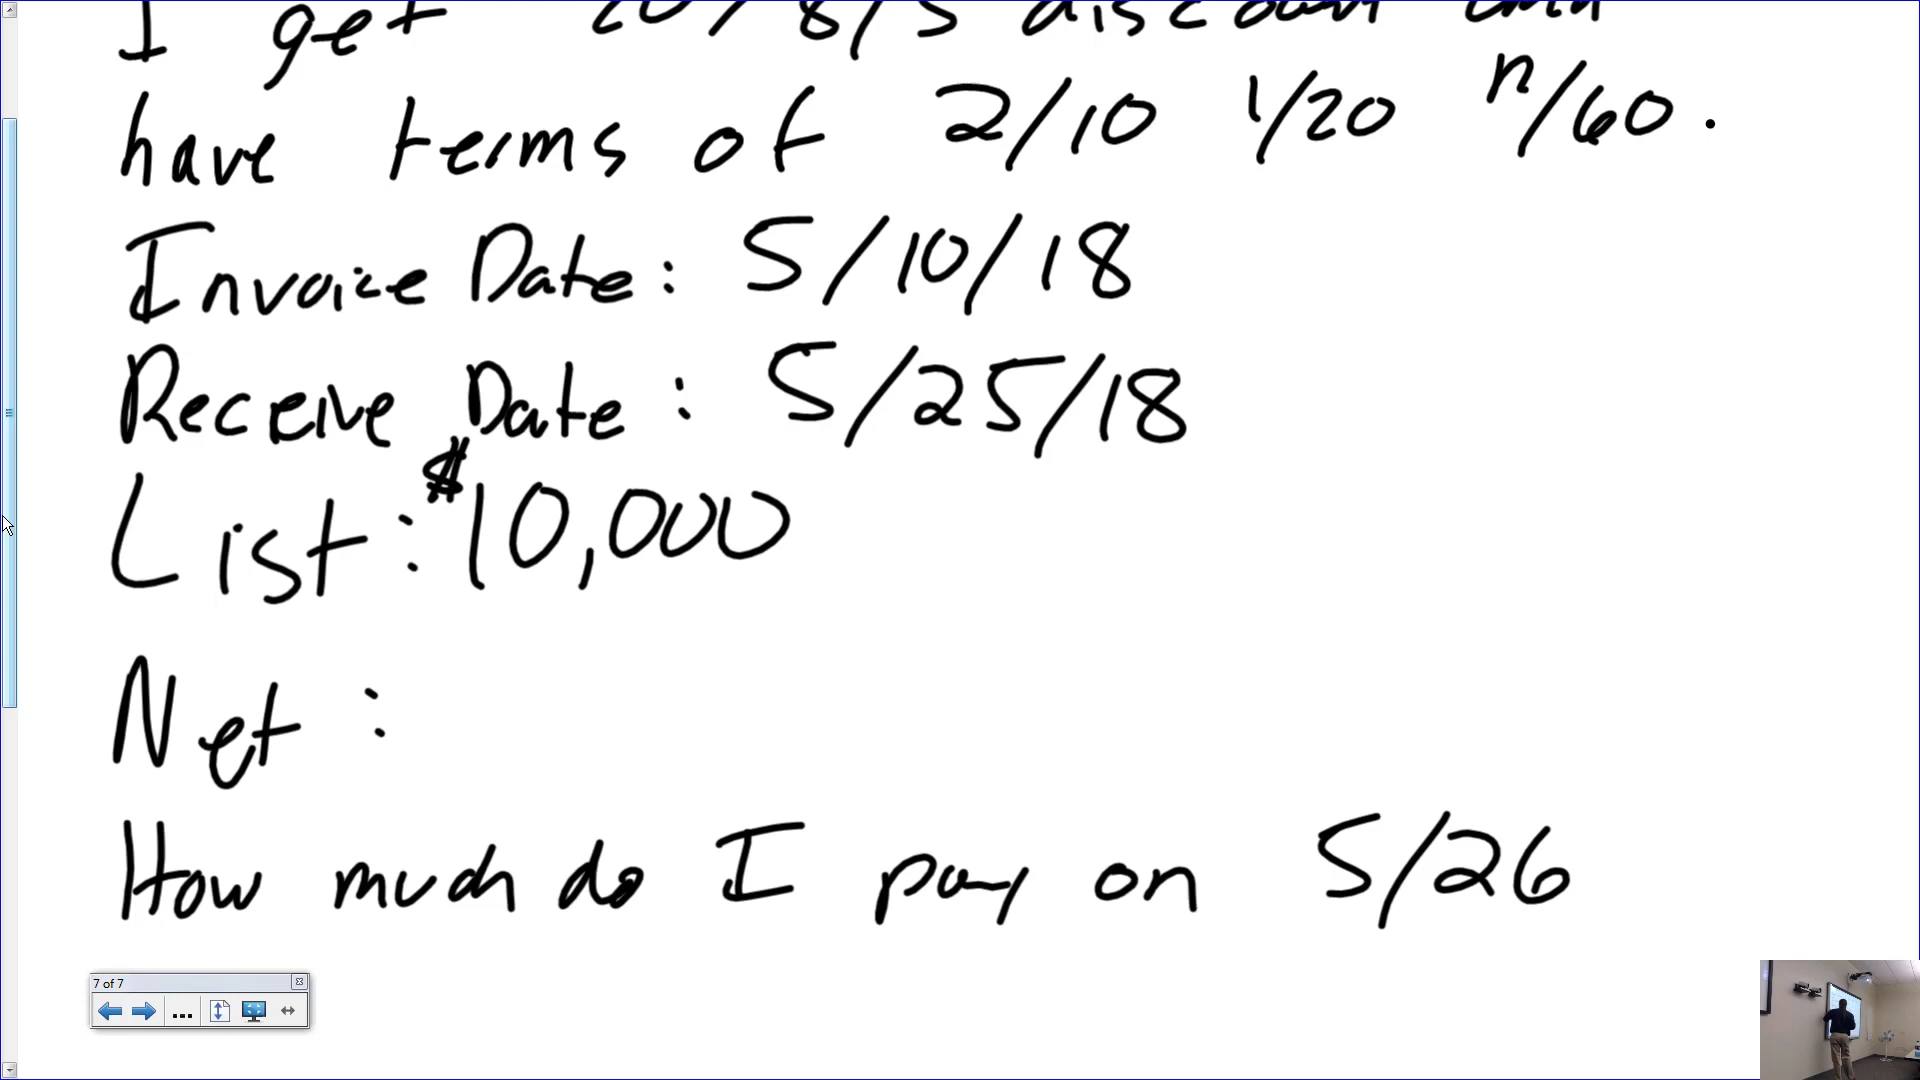 I get 20/8/5 discount and
have terms of 2/10 1/20 n/60.
Invoice Date: 5/10/18
Receive Date: 5/25/18
List: $10,000
Net:
How much do I pay on 5/26
7 of 7
...